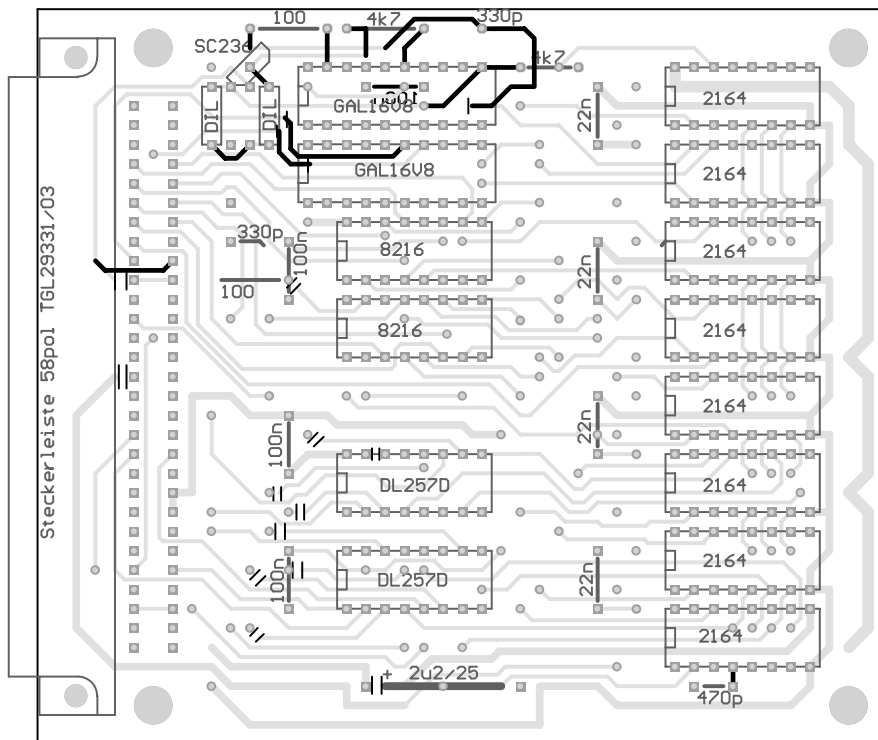 100
4k7
330p
SC236
4k7
DIL
DIL
100n
GAL16V8
22n
2164
GAL16V8
2164
Steckerleiste 58pol TGL29331/03
330p
100n
8216
22n
2164
100
8216
2164
2164
100n
22n
DL257D
2164
2164
100n
DL257D
22n
2164
+ 2u2/25
470p